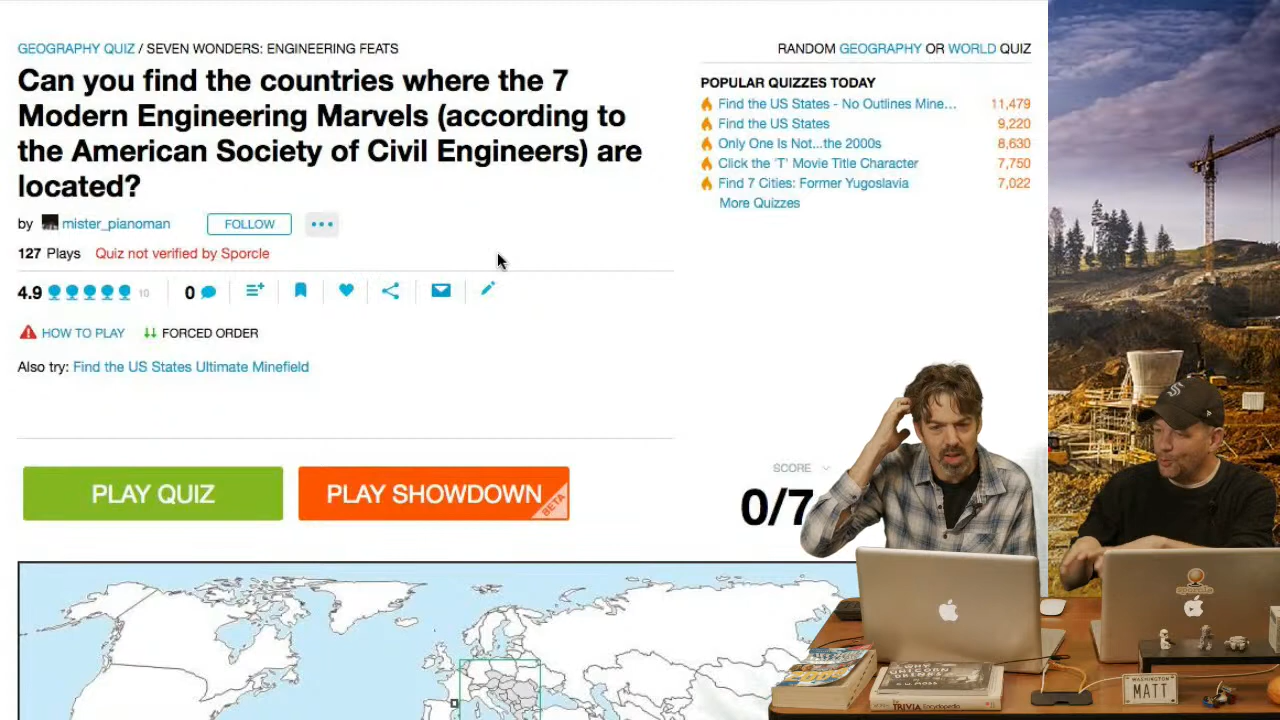 GEOGRAPHY QUIZ / SEVEN WONDERS: ENGINEERING FEATS
RANDOM GEOGRAPHY OR WORLD QUIZ
Can you find the countries where the 7
Modern Engineering Marvels (according to
the American Society of Civil Engineers) are
located?
by mister_pianoman FOLLOW
127 Plays Quiz not verified by Sporcle
4.9 10 0
HOW TO PLAY FORCED ORDER
Also try: Find the US States Ultimate Minefield
POPULAR QUIZZES TODAY
Find the US States - No Outlines Mine... 11,479
Find the US States 9,220
Only One Is Not...the 2000s 8,630
Click the 'T' Movie Title Character 7,750
Find 7 Cities: Former Yugoslavia 7,022
More Quizzes
PLAY QUIZ
PLAY SHOWDOWN
BETA
SCORE
0/7
sporcle
WASHINGTON
MATT
TRIVIA Encyclopedia